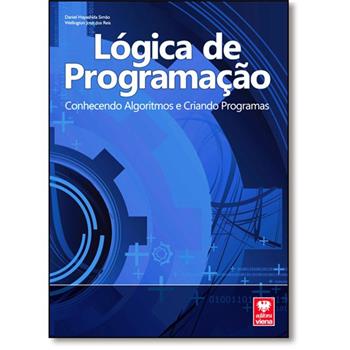 Daniel Hayashida Simão
Wellington José dos Reis
Lógica de
Programação
Conhecendo Algoritmos e Criando Programas
editora
viena